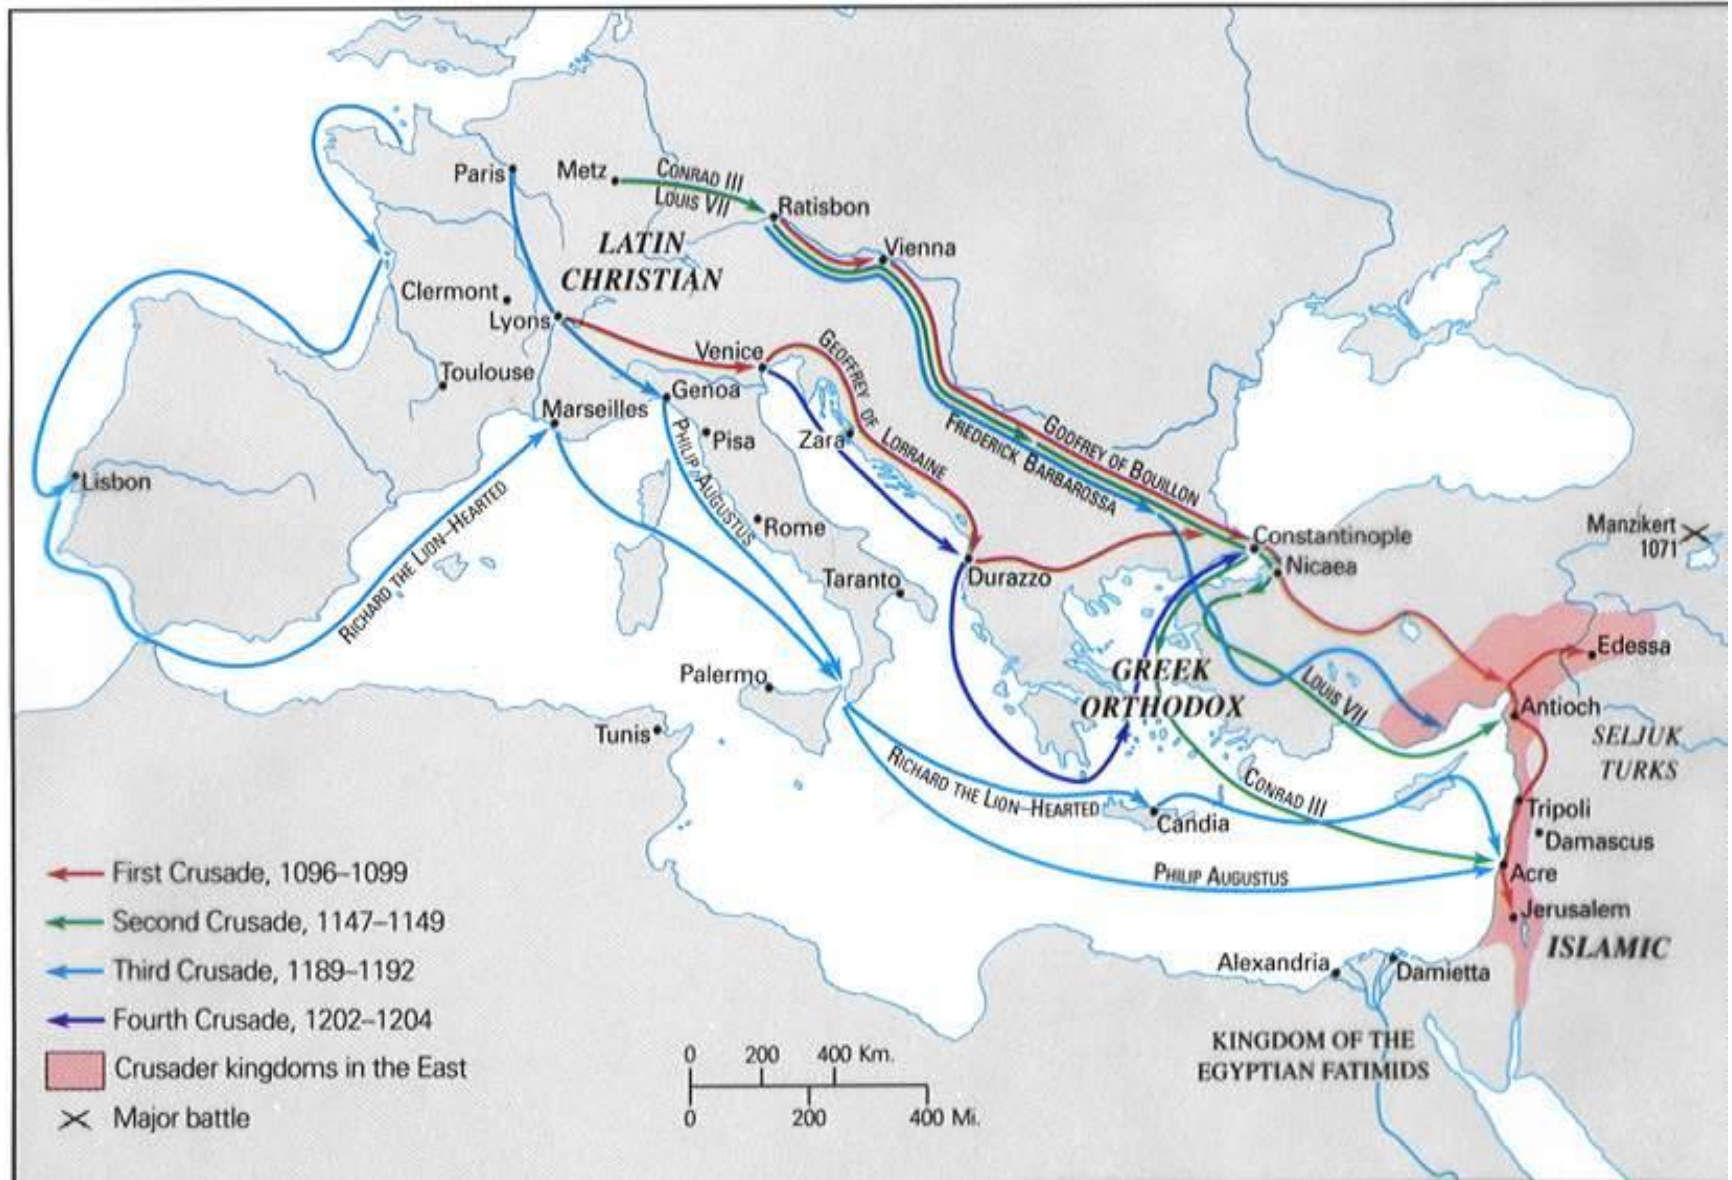 Paris
Metz
CONRAD III
LOUIS VII
Ratisbon
LATIN
CHRISTIAN
Vienna
Clermont
Lyons
Venice
GEOFFREY OF LORRAINE
Toulouse
Genoa
Marseilles
Pisa
Zara
PHILIP AUGUSTUS
FREDERICK BARBAROSSA
GODFREY OF BOUILLON
Lisbon
RICHARD THE LION–HEARTED
Rome
Constantinople
Manzikert
1071
Nicaea
Taranto
Durazzo
Edessa
Palermo
GREEK
ORTHODOX
LOUIS VII
Antioch
Tunis
SELJUK
TURKS
RICHARD THE LION–HEARTED
CONRAD III
Candia
Tripoli
Damascus
PHILIP AUGUSTUS
Acre
Jerusalem
ISLAMIC
Alexandria
Damietta
KINGDOM OF THE
EGYPTIAN FATIMIDS
First Crusade, 1096–1099
Second Crusade, 1147–1149
Third Crusade, 1189–1192
Fourth Crusade, 1202–1204
Crusader kingdoms in the East
Major battle
0 200 400 Km.
0 200 400 Mi.